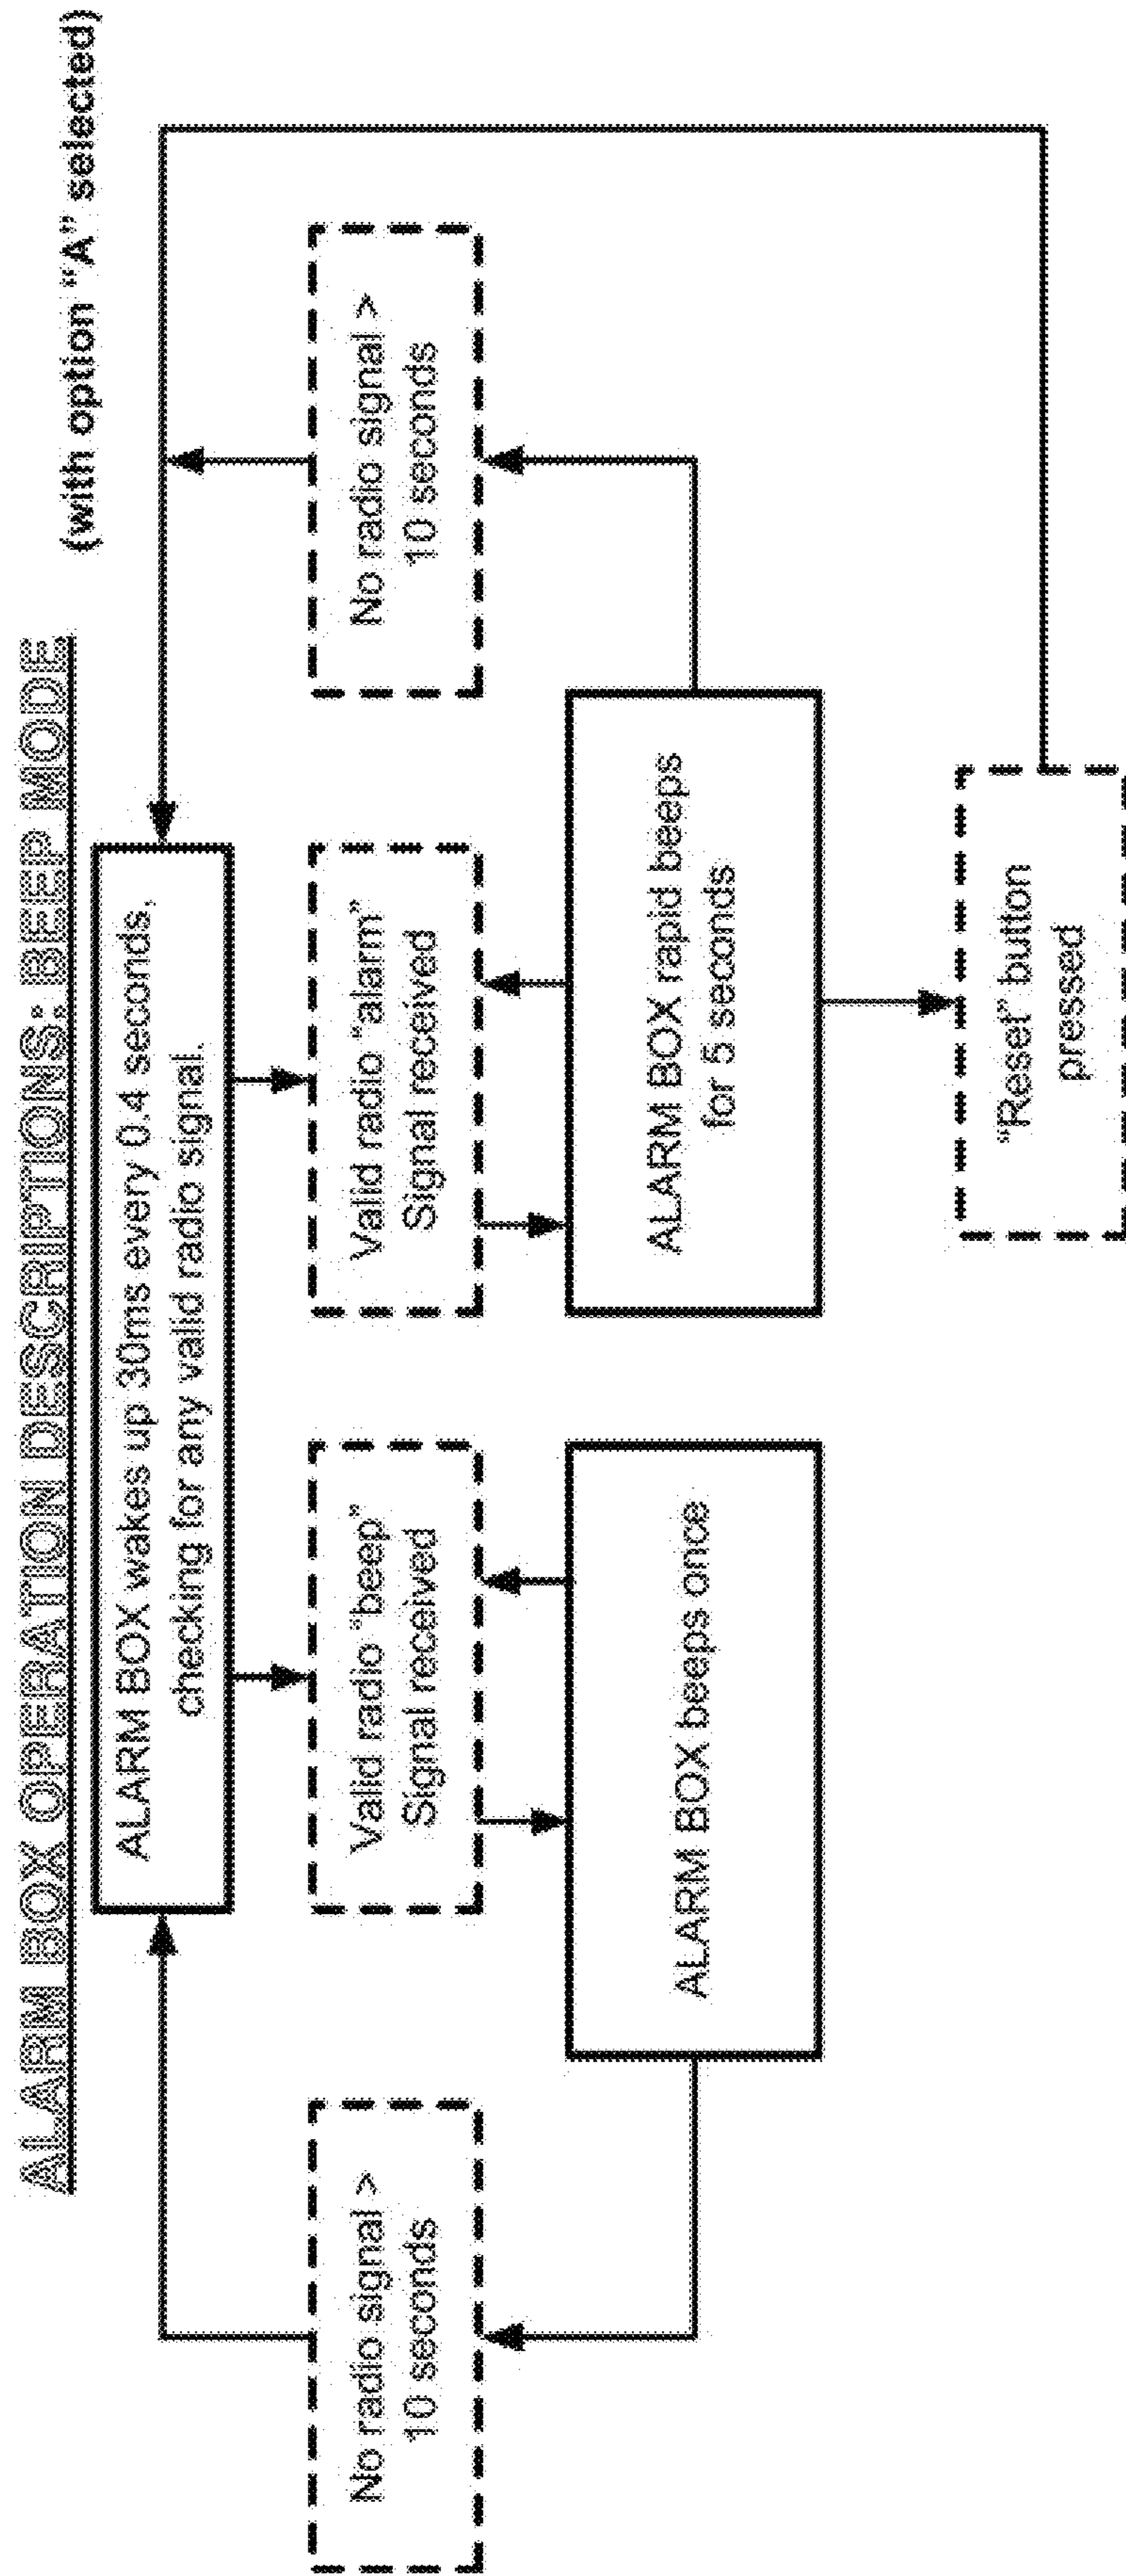 ALARM BOX OPERATION DESCRIPTIONS: BEEP MODE
(with option "A" selected)
ALARM BOX wakes up 30ms every 0.4 seconds,
checking for any valid radio signal.
No radio signal >
10 seconds
Valid radio "beep"
Signal received
Valid radio "alarm"
Signal received
No radio signal >
10 seconds
ALARM BOX beeps once
ALARM BOX rapid beeps
for 5 seconds
"Reset" button
pressed